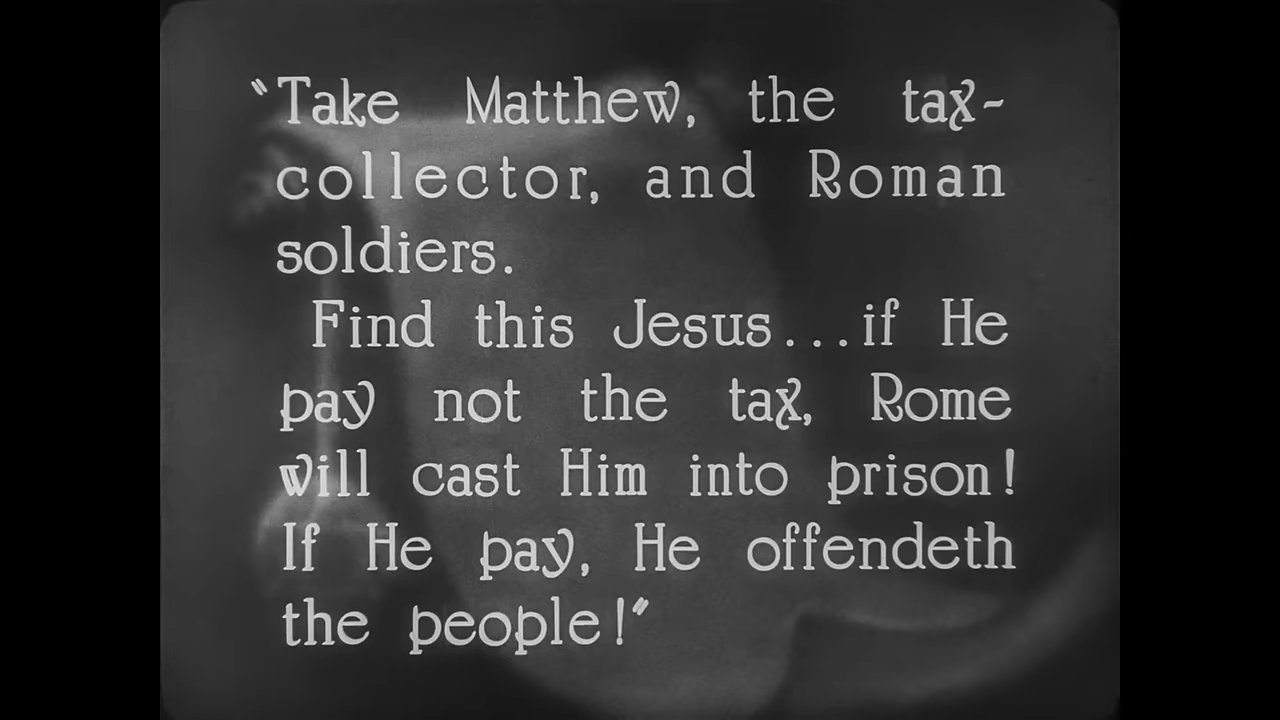 "Take Matthew, the tax-
collector, and Roman
soldiers.
Find this Jesus...if He
pay not the tax, Rome
will cast Him into prison!
If He pay, He offendeth
the people!"